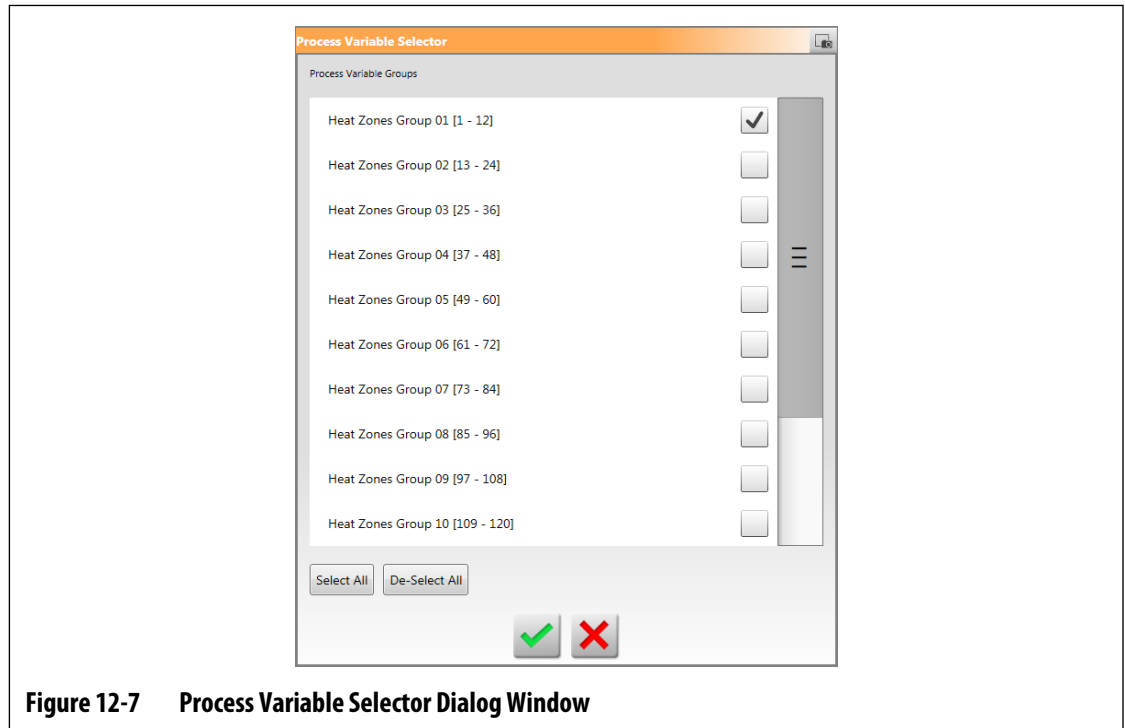 Process Variable Selector
Process Variable Groups
Heat Zones Group 01 [1 - 12]
Heat Zones Group 02 [13 - 24]
Heat Zones Group 03 [25 - 36]
Heat Zones Group 04 [37 - 48]
Heat Zones Group 05 [49 - 60]
Heat Zones Group 06 [61 - 72]
Heat Zones Group 07 [73 - 84]
Heat Zones Group 08 [85 - 96]
Heat Zones Group 09 [97 - 108]
Heat Zones Group 10 [109 - 120]
Select All De-Select All
Figure 12-7 Process Variable Selector Dialog Window